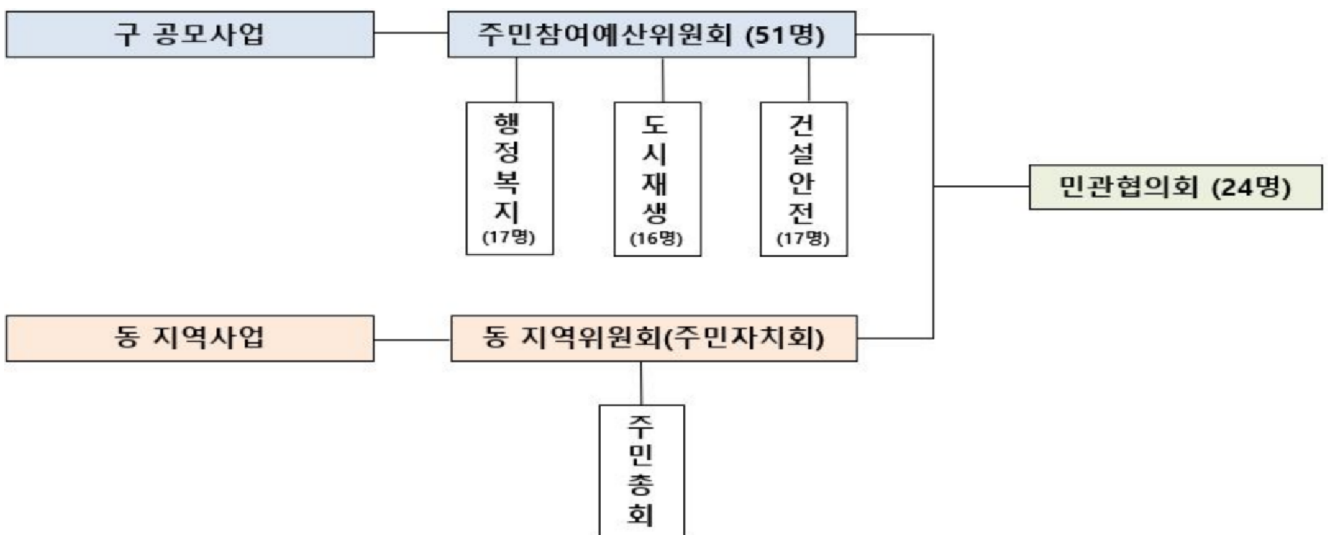 구 공모사업
주민참여예산위원회 (51명)
행정복지
(17명)
도시재생
(16명)
건설안전
(17명)
민관협의회 (24명)
동 지역사업
동 지역위원회(주민자치회)
주민총회